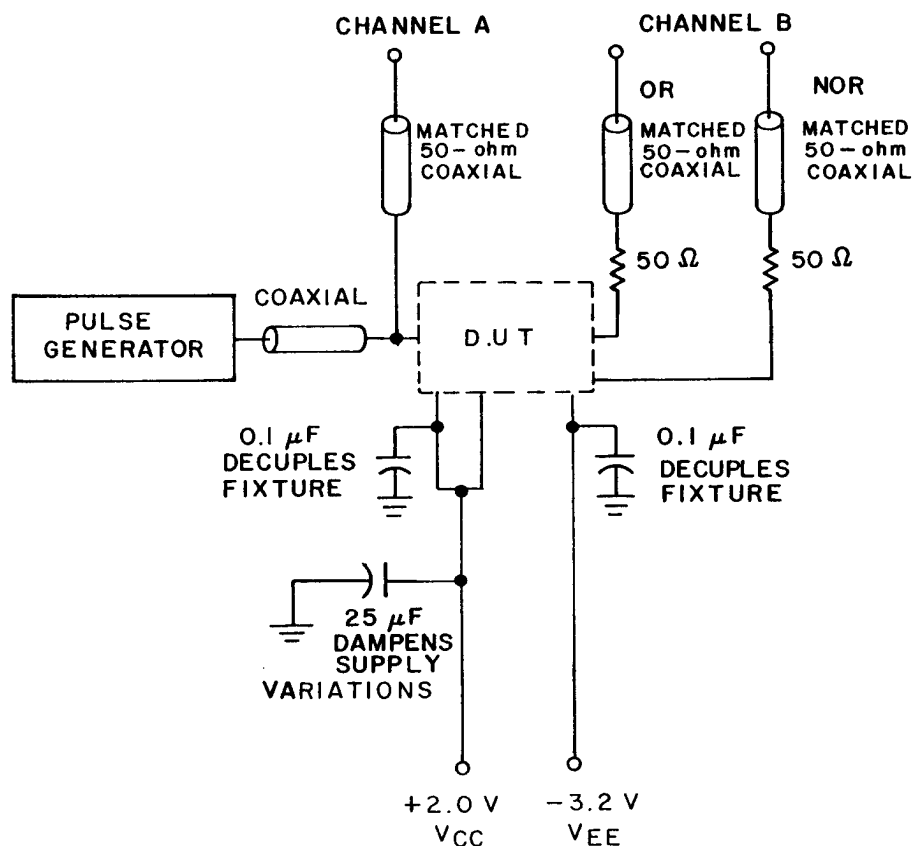 CHANNEL A
CHANNEL B
OR
NOR
MATCHED
50-ohm
COAXIAL
MATCHED
50-ohm
COAXIAL
MATCHED
50-ohm
COAXIAL
50 Ω
50 Ω
COAXIAL
PULSE
GENERATOR
D.U T
0.1 μF
DECUPLES
FIXTURE
0.1 μF
DECUPLES
FIXTURE
25 μF
DAMPENS
SUPPLY
VARIATIONS
+2.0 V
VCC
-3.2 V
VEE